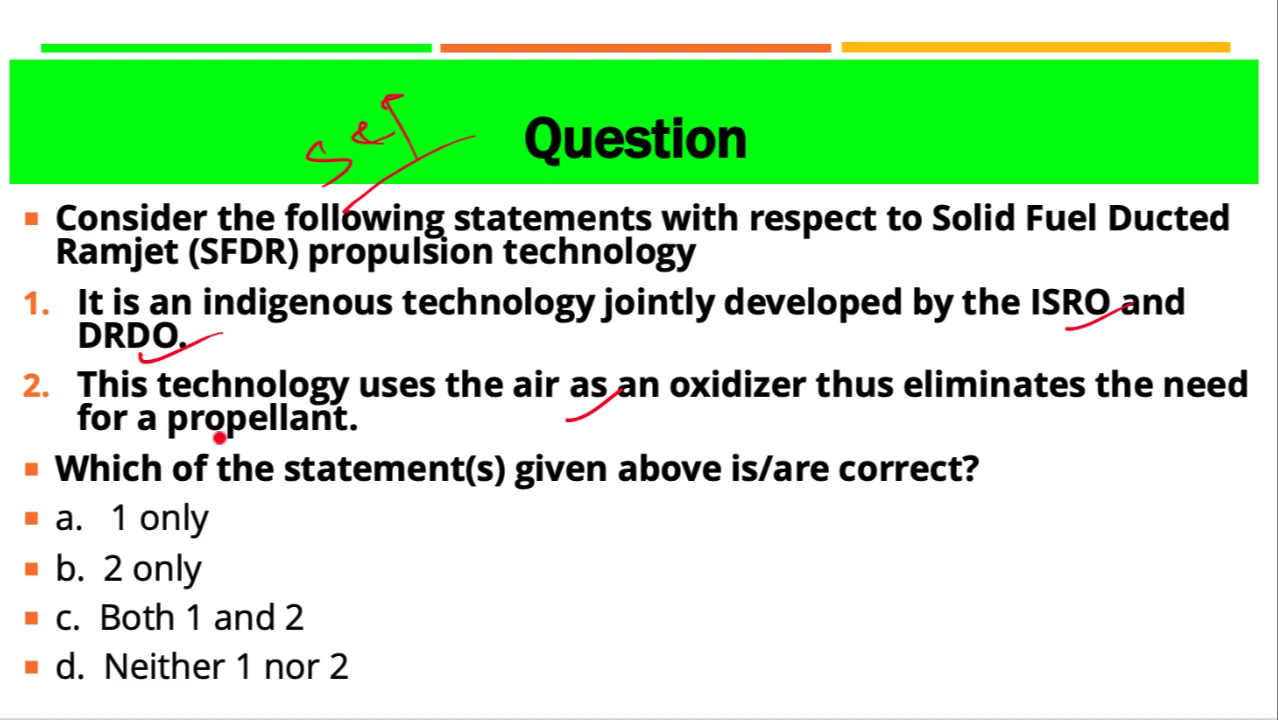 Question
■ Consider the following statements with respect to Solid Fuel Ducted
Ramjet (SFDR) propulsion technology
1. It is an indigenous technology jointly developed by the ISRO and
DRDO.
2. This technology uses the air as an oxidizer thus eliminates the need
for a propellant.
■ Which of the statement(s) given above is/are correct?
■ a. 1 only
■ b. 2 only
■ c. Both 1 and 2
■ d. Neither 1 nor 2